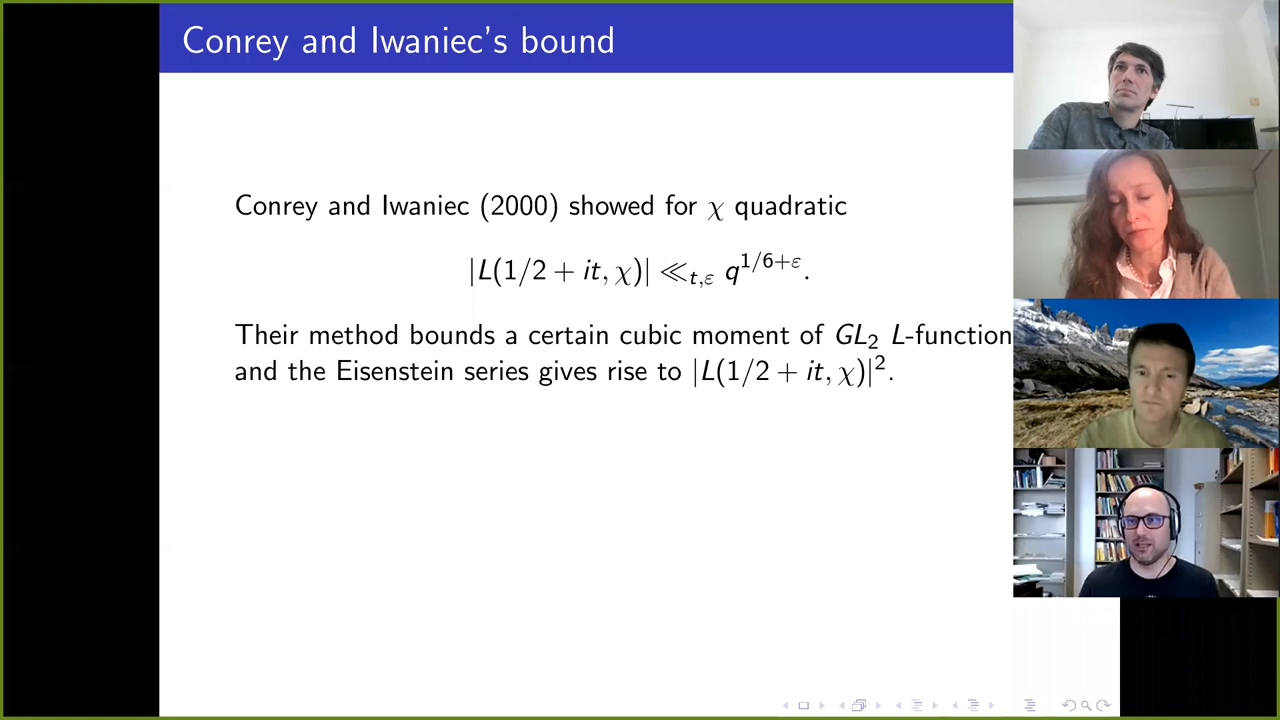 Conrey and Iwaniec's bound
Conrey and Iwaniec (2000) showed for χ quadratic
|L(1/2 + it, χ)| ≪_{t,ε} q^{1/6+ε}.
Their method bounds a certain cubic moment of GL₂ L-function
and the Eisenstein series gives rise to |L(1/2 + it, χ)|².